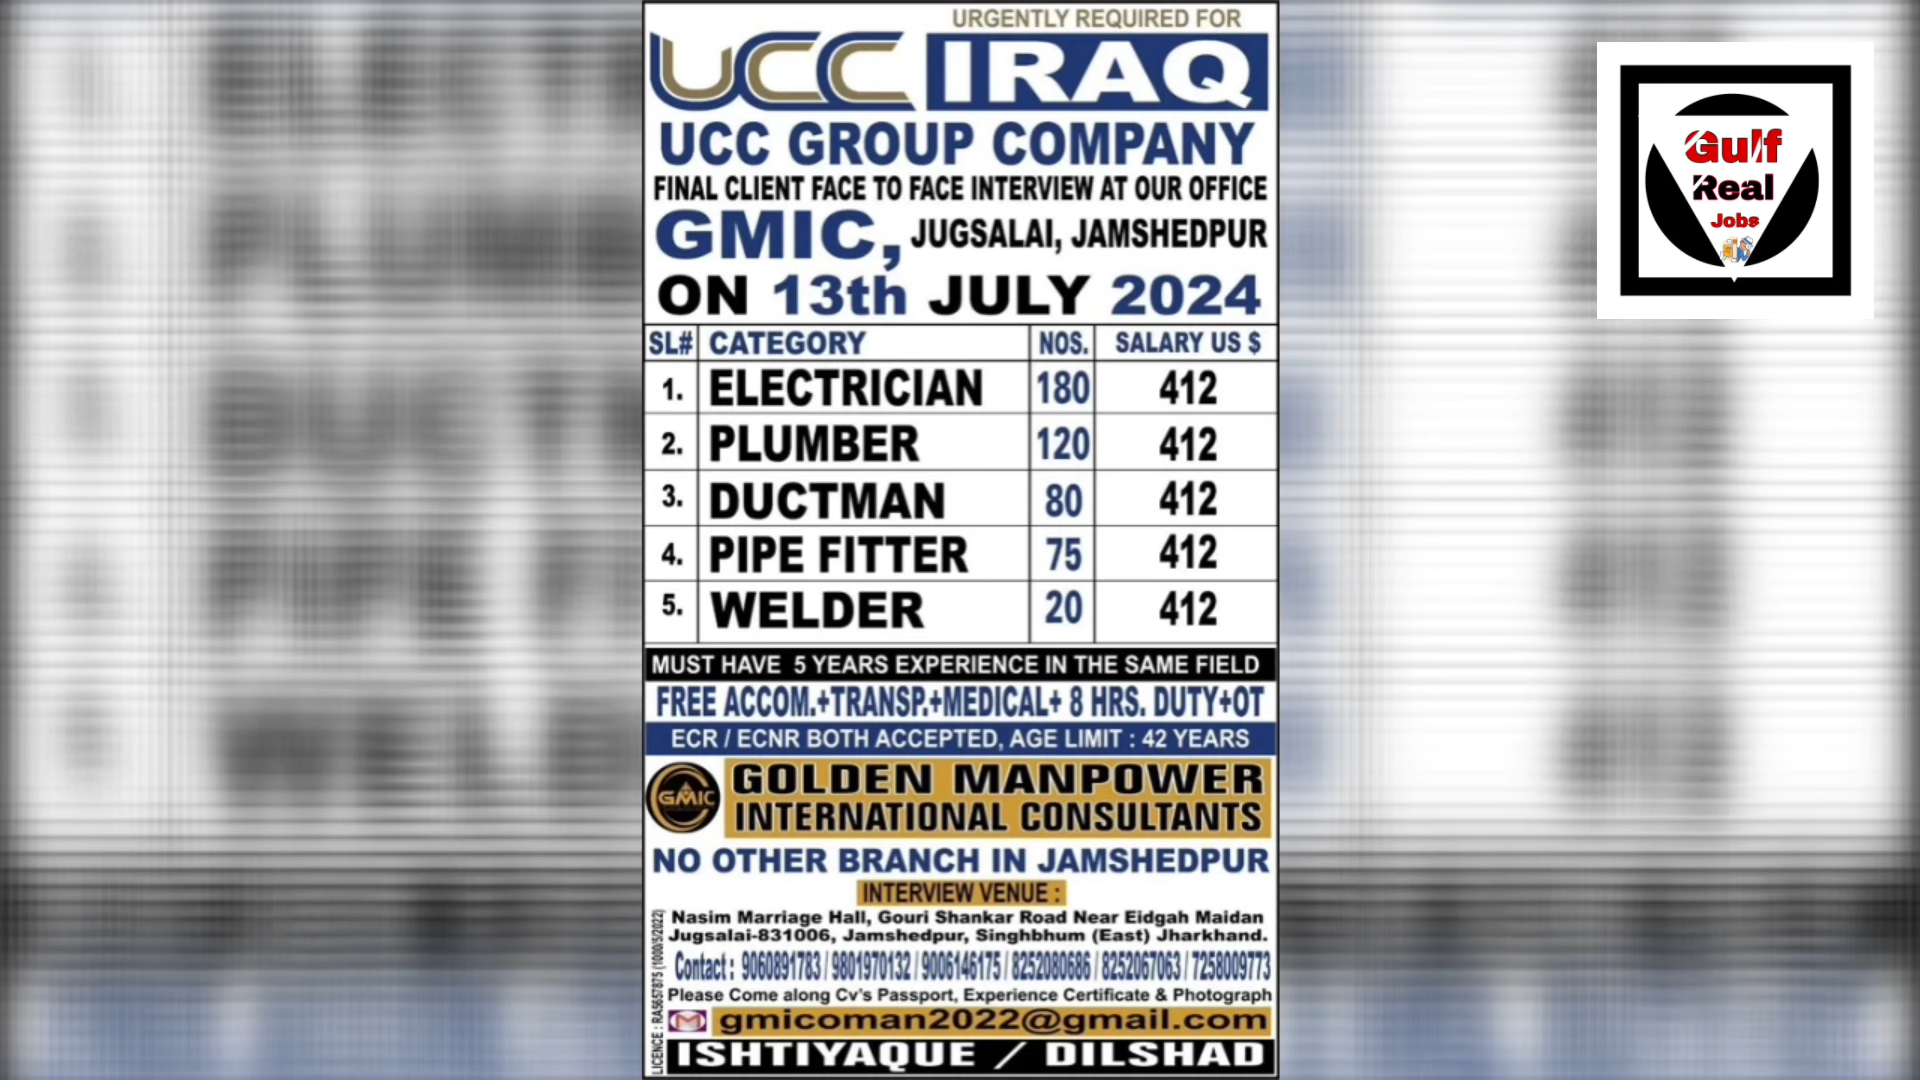 URGENTLY REQUIRED FOR
UCC IRAQ
UCC GROUP COMPANY
FINAL CLIENT FACE TO FACE INTERVIEW AT OUR OFFICE
GMIC, JUGSALAI, JAMSHEDPUR
ON 13th JULY 2024
SL# CATEGORY NOS. SALARY US $
1. ELECTRICIAN 180 412
2. PLUMBER 120 412
3. DUCTMAN 80 412
4. PIPE FITTER 75 412
5. WELDER 20 412
MUST HAVE 5 YEARS EXPERIENCE IN THE SAME FIELD
FREE ACCOM.+TRANSP.+MEDICAL+ 8 HRS. DUTY+OT
ECR / ECNR BOTH ACCEPTED, AGE LIMIT : 42 YEARS
GMIC
GOLDEN MANPOWER
INTERNATIONAL CONSULTANTS
NO OTHER BRANCH IN JAMSHEDPUR
INTERVIEW VENUE :
Nasim Marriage Hall, Gouri Shankar Road Near Eidgah Maidan
Jugsalai-831006, Jamshedpur, Singhbhum (East) Jharkhand.
Contact : 9060891783 / 9801970132 / 9006146175 / 8252080686 / 8252067063 / 7258009773
Please Come along Cv's Passport, Experience Certificate & Photograph
gmicoman2022@gmail.com
ISHTIYAQUE / DILSHAD
LICENCE : RA5657875 (1000/5/2022)
Gulf
Real
Jobs